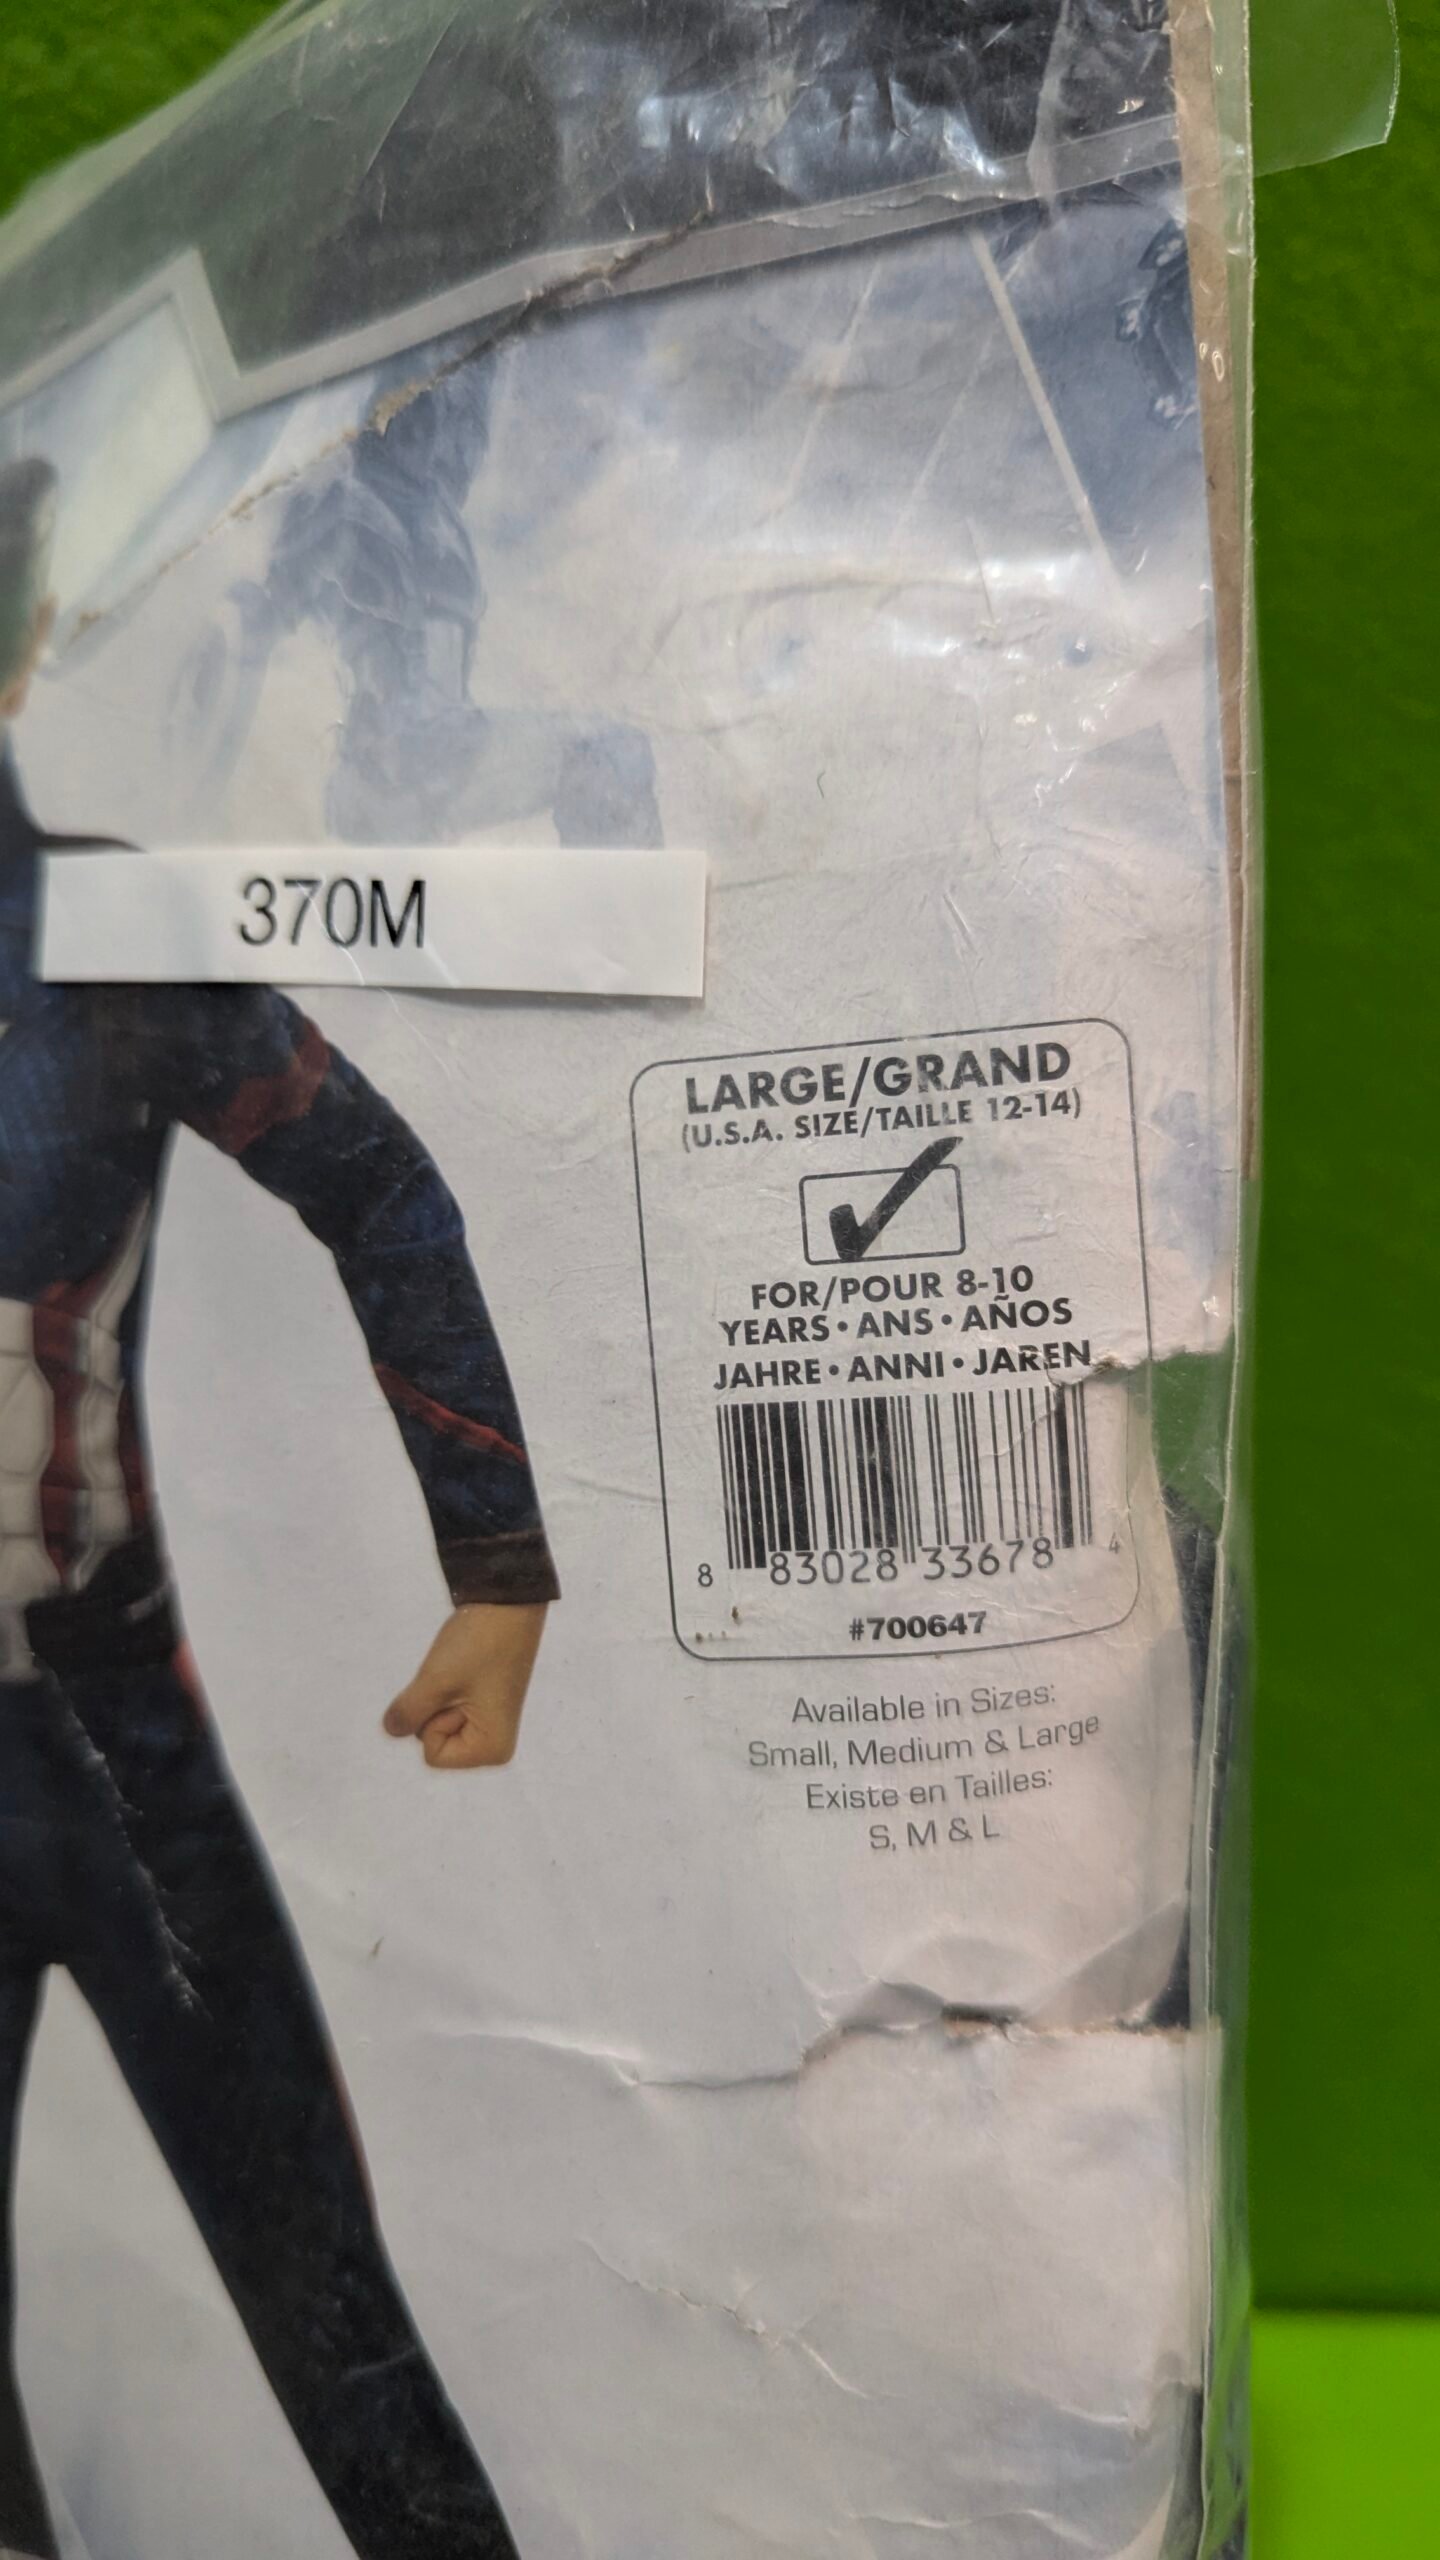 370M
LARGE/GRAND
(U.S.A. SIZE/TAILLE 12-14)
FOR/POUR 8-10
YEARS • ANS • AÑOS
JAHRE • ANNI • JAREN
8 83028 33678 4
#700647
Available in Sizes:
Small, Medium & Large
Existe en Tailles:
S, M & L